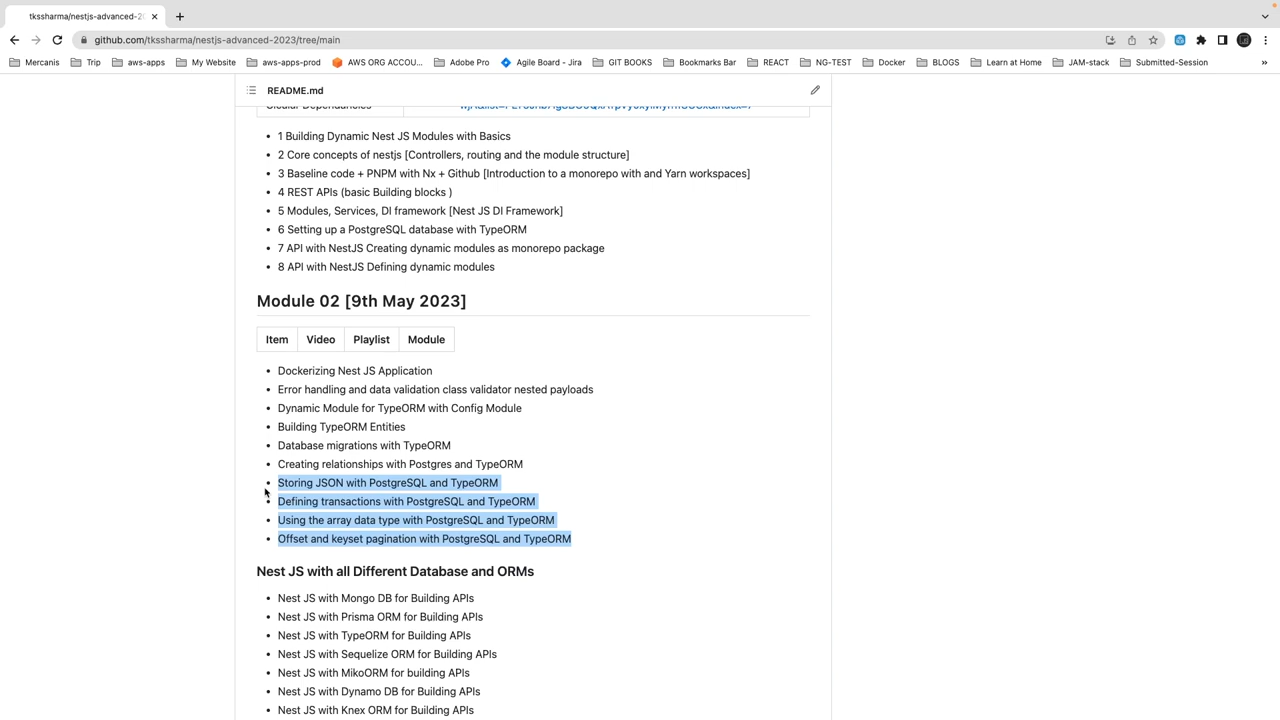 tkssharma/nestjs-advanced-20
github.com/tkssharma/nestjs-advanced-2023/tree/main
Mercanis Trip aws-apps My Website aws-apps-prod AWS ORG ACCOU... Adobe Pro Agile Board - Jira GIT BOOKS Bookmarks Bar REACT NG-TEST Docker BLOGS Learn at Home JAM-stack Submitted-Session »
README.md
1 Building Dynamic Nest JS Modules with Basics
2 Core concepts of nestjs [Controllers, routing and the module structure]
3 Baseline code + PNPM with Nx + Github [Introduction to a monorepo with and Yarn workspaces]
4 REST APIs (basic Building blocks )
5 Modules, Services, DI framework [Nest JS DI Framework]
6 Setting up a PostgreSQL database with TypeORM
7 API with NestJS Creating dynamic modules as monorepo package
8 API with NestJS Defining dynamic modules
Module 02 [9th May 2023]
Item Video Playlist Module
Dockerizing Nest JS Application
Error handling and data validation class validator nested payloads
Dynamic Module for TypeORM with Config Module
Building TypeORM Entities
Database migrations with TypeORM
Creating relationships with Postgres and TypeORM
Storing JSON with PostgreSQL and TypeORM
Defining transactions with PostgreSQL and TypeORM
Using the array data type with PostgreSQL and TypeORM
Offset and keyset pagination with PostgreSQL and TypeORM
Nest JS with all Different Database and ORMs
Nest JS with Mongo DB for Building APIs
Nest JS with Prisma ORM for Building APIs
Nest JS with TypeORM for Building APIs
Nest JS with Sequelize ORM for Building APIs
Nest JS with MikoORM for building APIs
Nest JS with Dynamo DB for Building APIs
Nest JS with Knex ORM for Building APIs